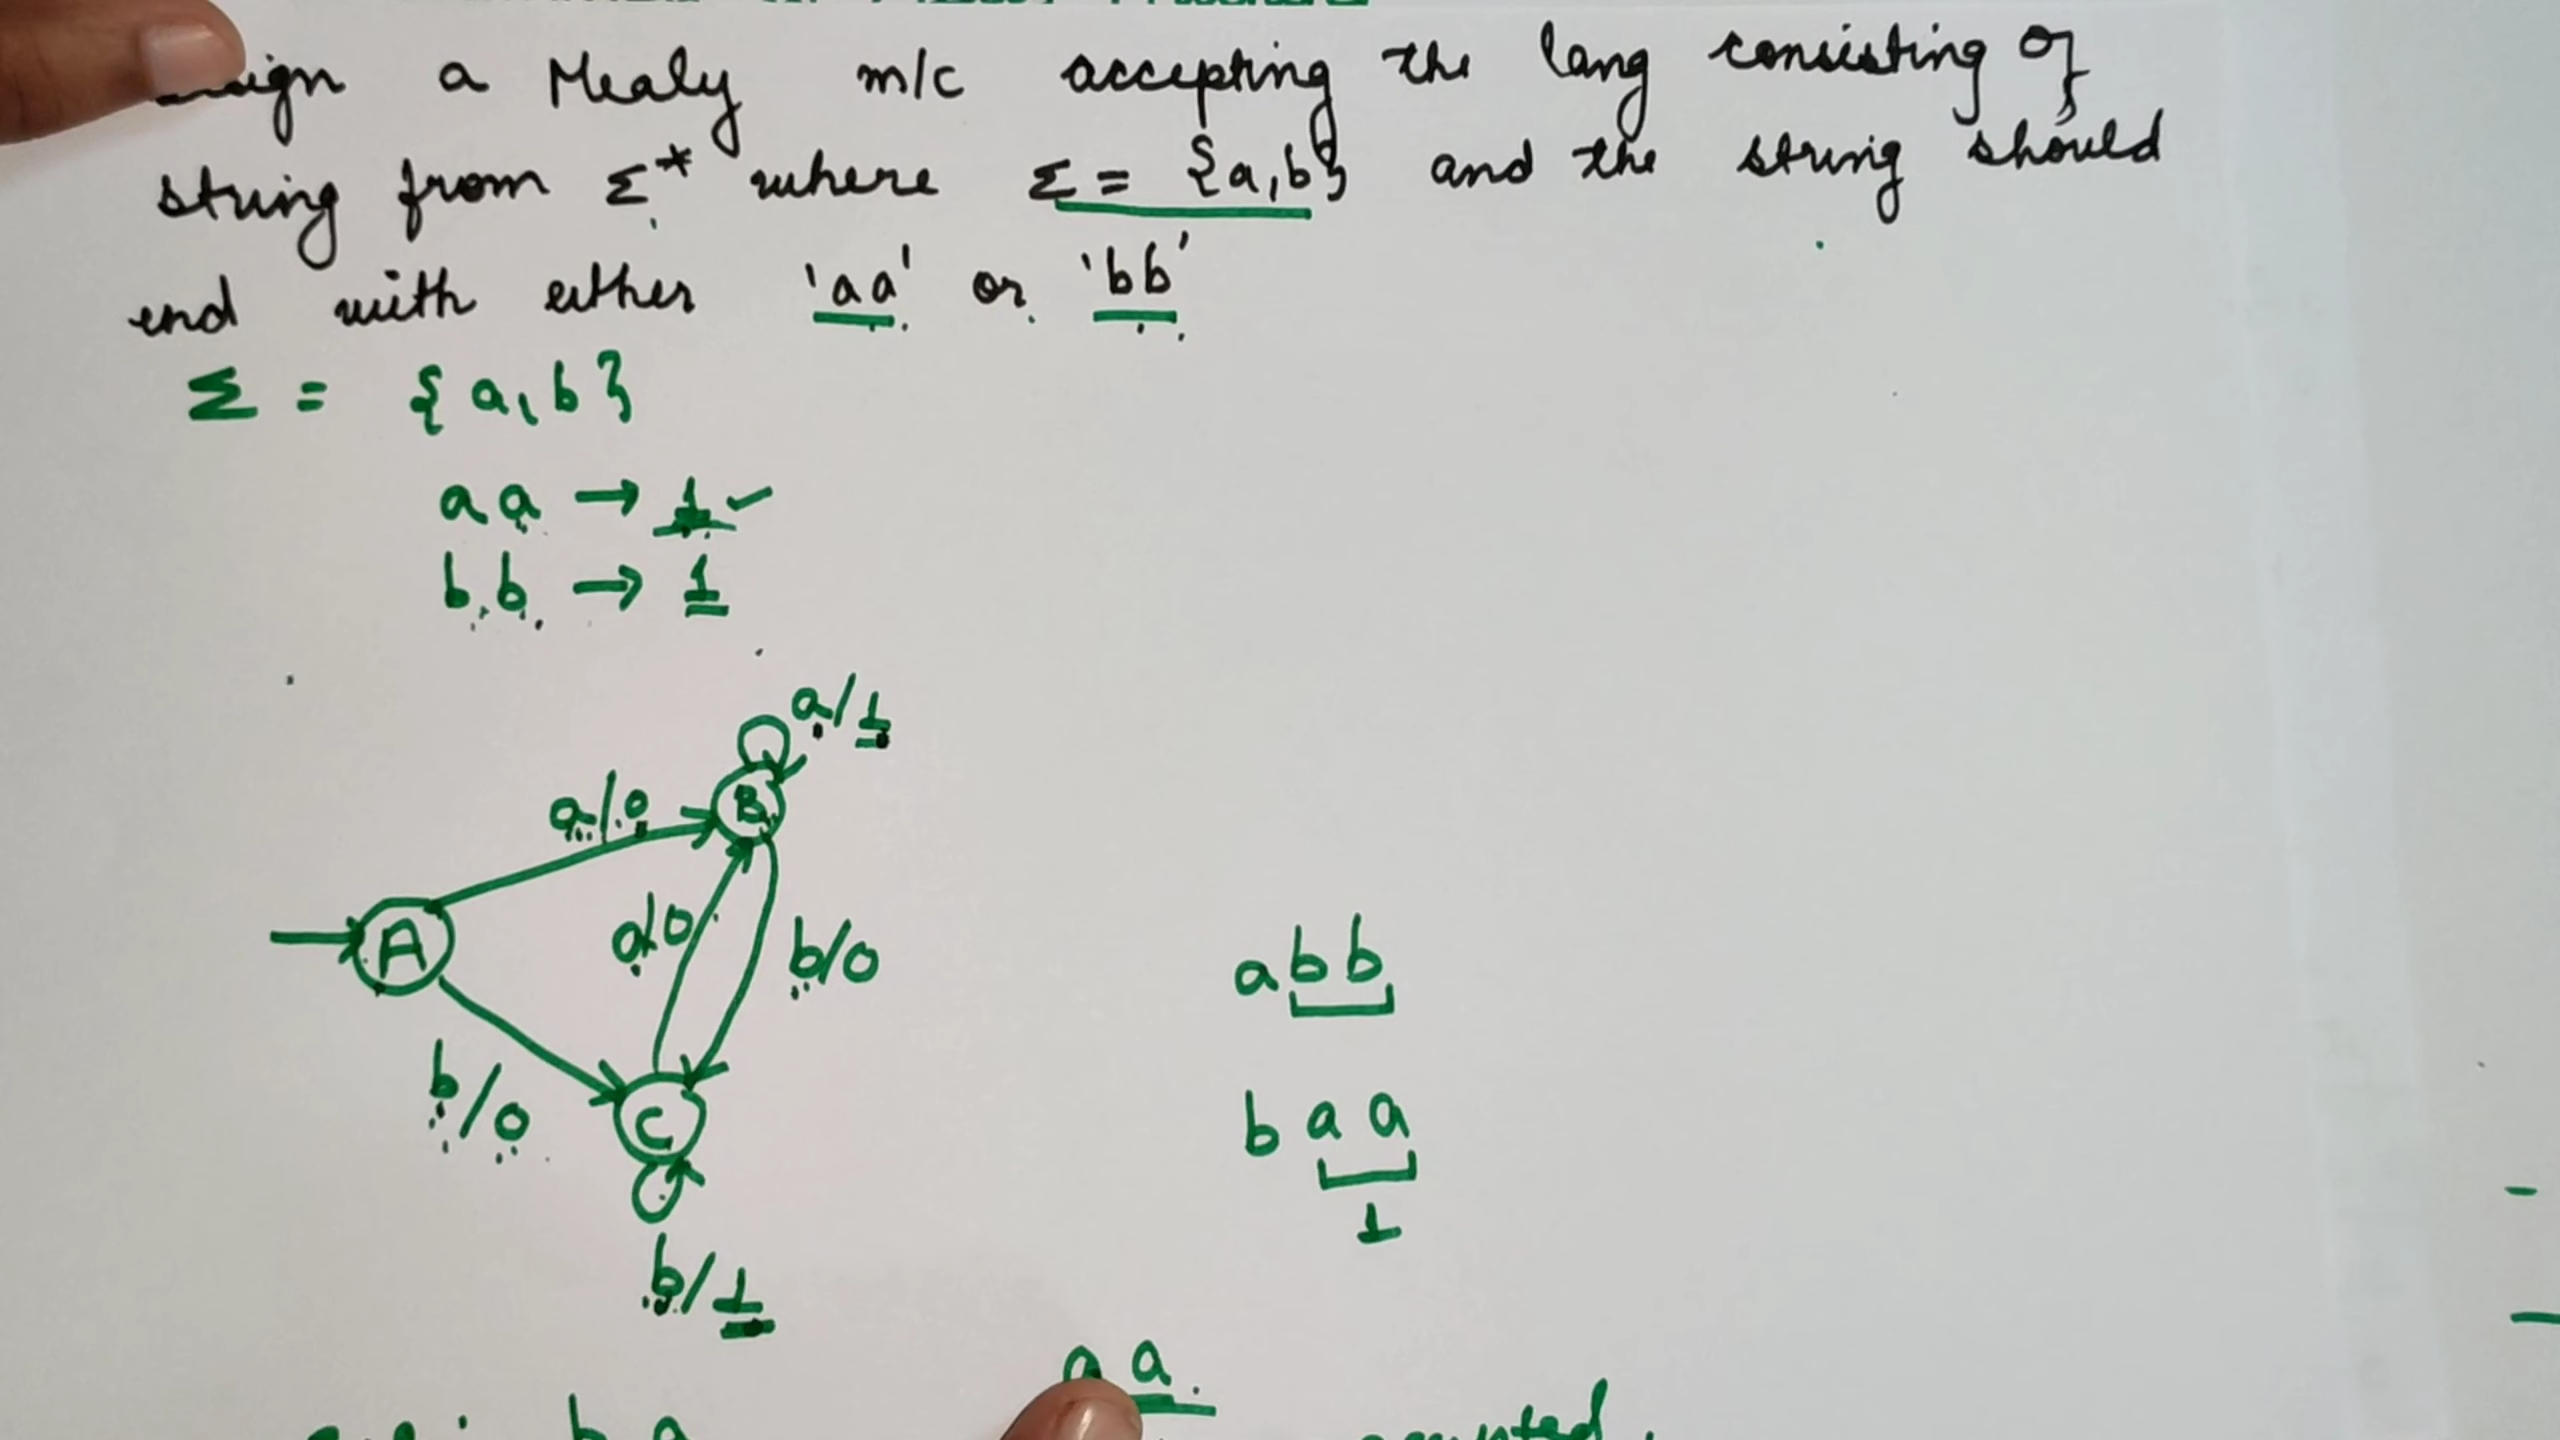 a Mealy m/c accepting the lang consisting of
string from Σ* where Σ = {a,b} and the string should
end with either 'aa' or 'bb'
Σ = {a,b}
aa → 1 ✓
bb → 1
a/1
a/0
B
A
a/0
b/0
abb
b/0
C
baa
1
b/1
a a
b a